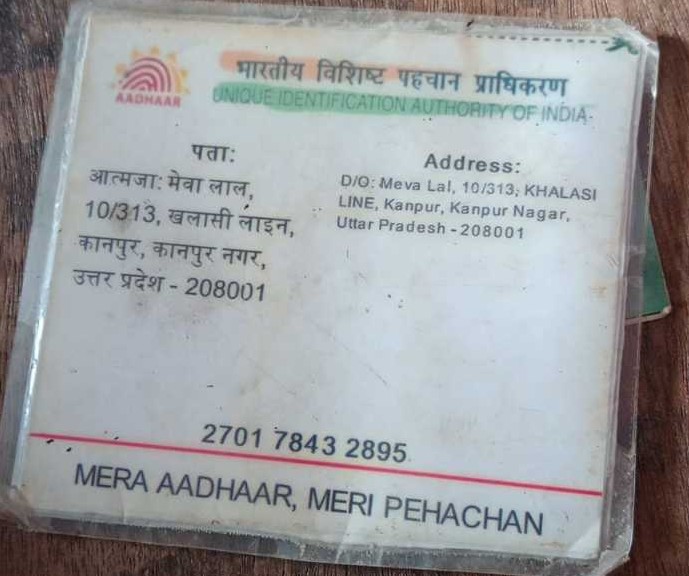 भारतीय विशिष्ट पहचान प्राधिकरण
AADHAAR
UNIQUE IDENTIFICATION AUTHORITY OF INDIA
पता:
आत्मजा: मेवा लाल,
10/313, खलासी लाइन,
कानपुर, कानपुर नगर,
उत्तर प्रदेश - 208001
Address:
D/O: Meva Lal, 10/313, KHALASI
LINE, Kanpur, Kanpur Nagar,
Uttar Pradesh - 208001
2701 7843 2895
MERA AADHAAR, MERI PEHACHAN